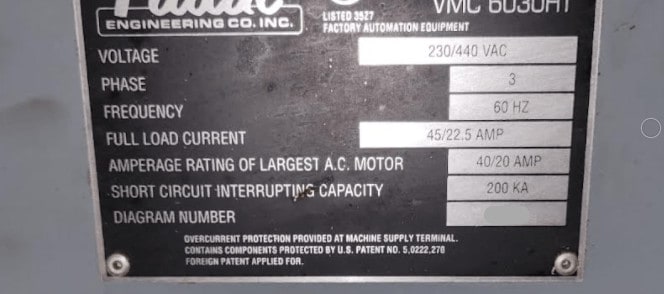 ENGINEERING CO. INC.
LISTED 3527
FACTORY AUTOMATION EQUIPMENT
VMC 6030HT
VOLTAGE 230/440 VAC
PHASE 3
FREQUENCY 60 HZ
FULL LOAD CURRENT 45/22.5 AMP
AMPERAGE RATING OF LARGEST A.C. MOTOR 40/20 AMP
SHORT CIRCUIT INTERRUPTING CAPACITY 200 KA
DIAGRAM NUMBER
OVERCURRENT PROTECTION PROVIDED AT MACHINE SUPPLY TERMINAL.
CONTAINS COMPONENTS PROTECTED BY U.S. PATENT NO. 5,0222,276
FOREIGN PATENT APPLIED FOR.